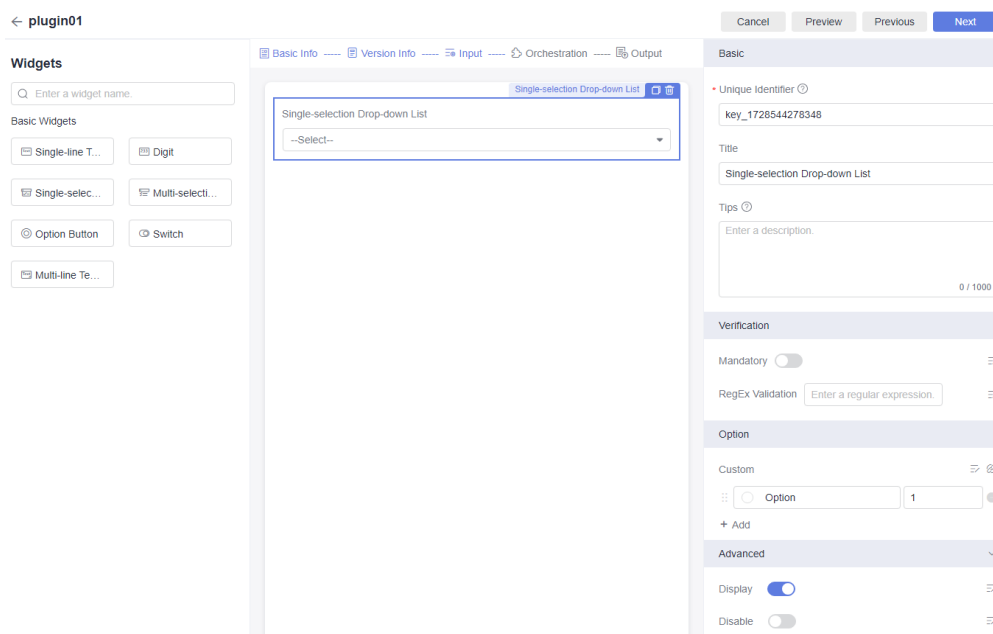 plugin01
Cancel
Preview
Previous
Next
Widgets
Enter a widget name.
Basic Widgets
Single-line T...
Digit
Single-selec...
Multi-selecti...
Option Button
Switch
Multi-line Te...
Basic Info ----- Version Info ----- Input ----- Orchestration ----- Output
Single-selection Drop-down List
Single-selection Drop-down List
--Select--
Basic
* Unique Identifier
key_1728544278348
Title
Single-selection Drop-down List
Tips
Enter a description.
0 / 1000
Verification
Mandatory
RegEx Validation
Enter a regular expression.
Option
Custom
Option
1
+ Add
Advanced
Display
Disable